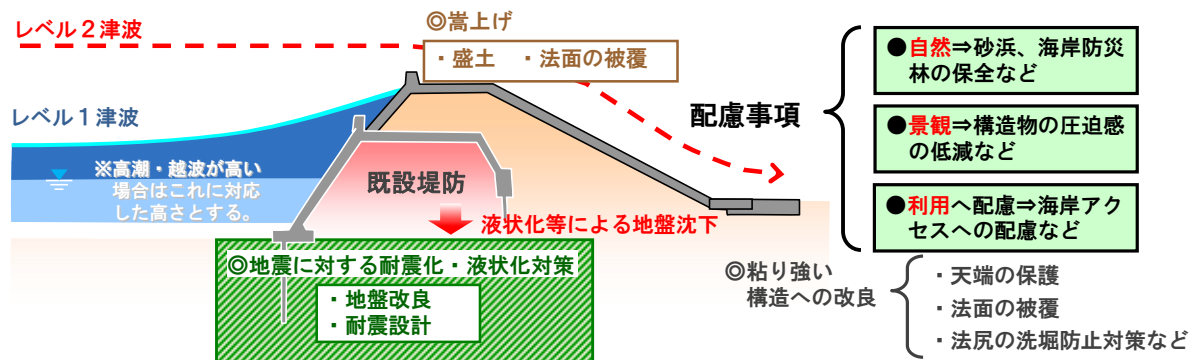 レベル２津波
◎嵩上げ
・盛土　・法面の被覆
レベル１津波
※高潮・越波が高い
場合はこれに対応
した高さとする。
既設堤防
液状化等による地盤沈下
◎地震に対する耐震化・液状化対策
・地盤改良
・耐震設計
配慮事項
●自然⇒砂浜、海岸防災
林の保全など
●景観⇒構造物の圧迫感
の低減など
●利用へ配慮⇒海岸アク
セスへの配慮など
◎粘り強い
構造への改良
・天端の保護
・法面の被覆
・法尻の洗堀防止対策など